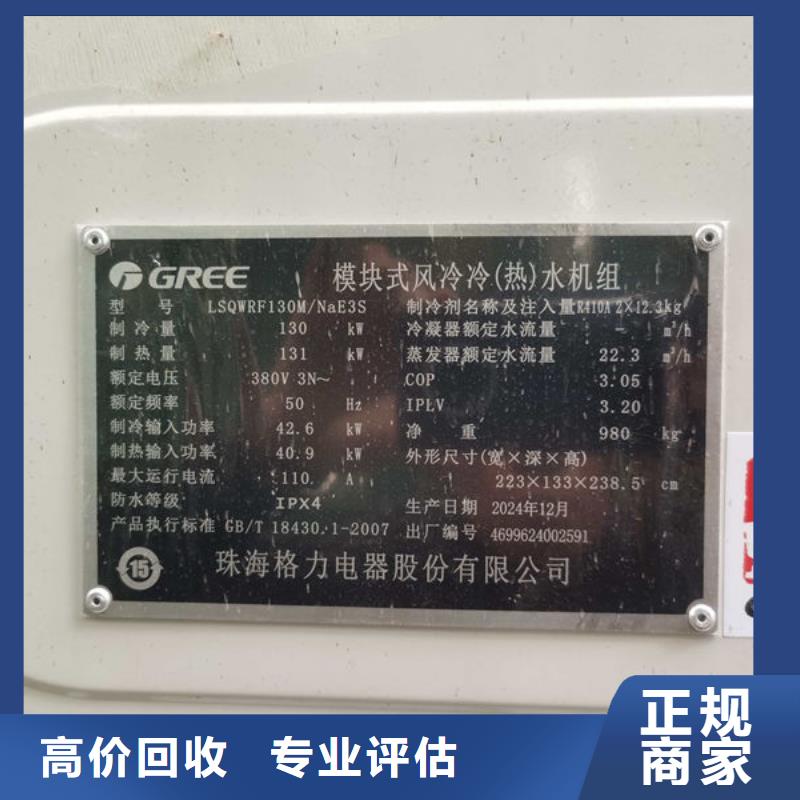 GREE 模块式风冷冷(热)水机组
型 号 LSQWRF130M/NaE3S
制冷量 130 kW
制热量 131 kW
额定电压 380V 3N~
额定频率 50 Hz
制冷输入功率 42.6 kW
制热输入功率 40.9 kW
最大运行电流 110 A
防水等级 IPX4
产品执行标准 GB/T 18430.1-2007
制冷剂名称及注入量R410A 2×12.3kg
冷凝器额定水流量 - m³/h
蒸发器额定水流量 22.3 m³/h
COP 3.05
IPLV 3.20
净 重 980 kg
外形尺寸(宽×深×高)
223×133×238.5 cm
生产日期 2024年12月
出厂编号 4699624002591
15 珠海格力电器股份有限公司
高价回收 专业评估
正规
商家